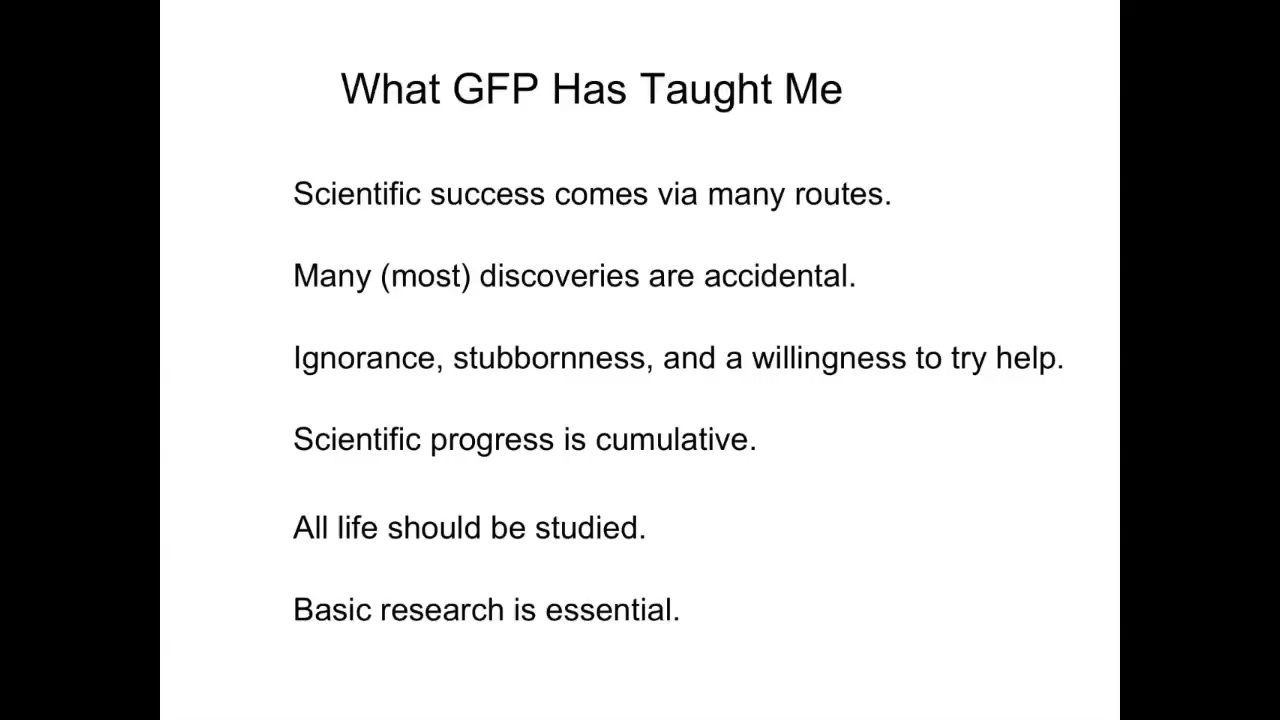 What GFP Has Taught Me
Scientific success comes via many routes.
Many (most) discoveries are accidental.
Ignorance, stubbornness, and a willingness to try help.
Scientific progress is cumulative.
All life should be studied.
Basic research is essential.